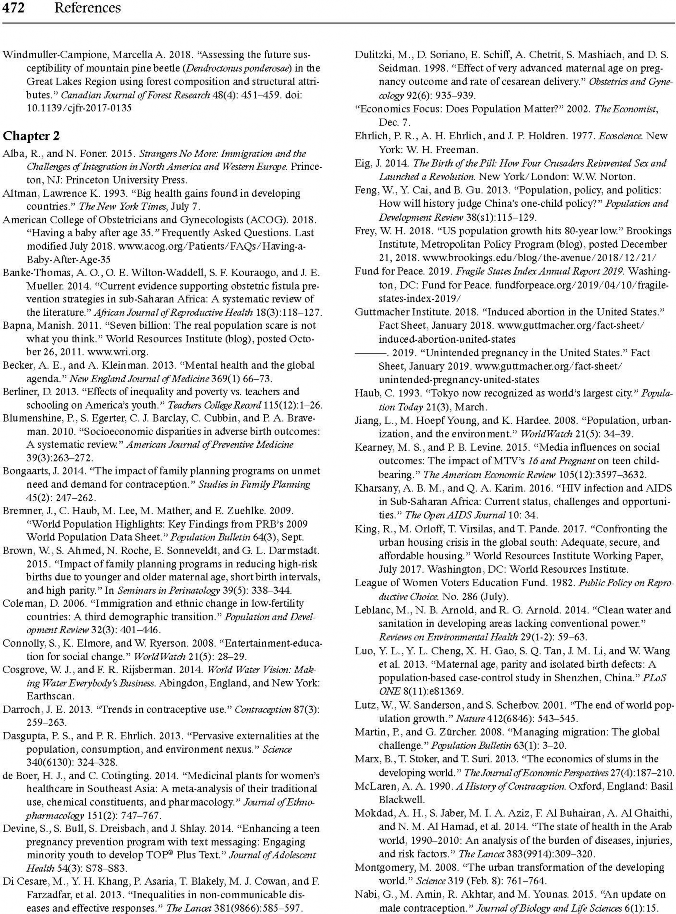 472 References
Windmuller-Campione, Marcella A. 2018. “Assessing the future sus-
ceptibility of mountain pine beetle (Dendroctonus ponderosae) in the
Great Lakes Region using forest composition and structural attri-
butes.” Canadian Journal of Forest Research 48(4): 451–459. doi:
10.1139/cjfr-2017-0135
Chapter 2
Alba, R., and N. Foner. 2015. Strangers No More: Immigration and the
Challenges of Integration in North America and Western Europe. Prince-
ton, NJ: Princeton University Press.
Altman, Lawrence K. 1993. “Big health gains found in developing
countries.” The New York Times, July 7.
American College of Obstetricians and Gynecologists (ACOG). 2018.
“Having a baby after age 35.” Frequently Asked Questions. Last
modified July 2018. www.acog.org/Patients/FAQs/Having-a-
Baby-After-Age-35
Banke-Thomas, A. O., O. E. Wilton-Waddell, S. F. Kouraogo, and J. E.
Mueller. 2014. “Current evidence supporting obstetric fistula pre-
vention strategies in sub-Saharan Africa: A systematic review of
the literature.” African Journal of Reproductive Health 18(3):118–127.
Bapna, Manish. 2011. “Seven billion: The real population scare is not
what you think.” World Resources Institute (blog), posted Octo-
ber 26, 2011. www.wri.org.
Becker, A. E., and A. Kleinman. 2013. “Mental health and the global
agenda.” New England Journal of Medicine 369(1) 66–73.
Berliner, D. 2013. “Effects of inequality and poverty vs. teachers and
schooling on America’s youth.” Teachers College Record 115(12):1–26.
Blumenshine, P., S. Egerter, C. J. Barclay, C. Cubbin, and P. A. Brave-
man. 2010. “Socioeconomic disparities in adverse birth outcomes:
A systematic review.” American Journal of Preventive Medicine
39(3):263–272.
Bongaarts, J. 2014. “The impact of family planning programs on unmet
need and demand for contraception.” Studies in Family Planning
45(2): 247–262.
Bremner, J., C. Haub, M. Lee, M. Mather, and E. Zuehlke. 2009.
“World Population Highlights: Key Findings from PRB’s 2009
World Population Data Sheet.” Population Bulletin 64(3), Sept.
Brown, W., S. Ahmed, N. Roche, E. Sonneveldt, and G. L. Darmstadt.
2015. “Impact of family planning programs in reducing high-risk
births due to younger and older maternal age, short birth intervals,
and high parity.” In Seminars in Perinatology 39(5): 338–344.
Coleman, D. 2006. “Immigration and ethnic change in low-fertility
countries: A third demographic transition.” Population and Devel-
opment Review 32(3): 401–446.
Connolly, S., K. Elmore, and W. Ryerson. 2008. “Entertainment-educa-
tion for social change.” World Watch 21(5): 28–29.
Cosgrove, W. J., and F. R. Rijsberman. 2014. World Water Vision: Mak-
ing Water Everybody’s Business. Abingdon, England, and New York:
Earthscan.
Darroch, J. E. 2013. “Trends in contraceptive use.” Contraception 87(3):
259–263.
Dasgupta, P. S., and P. R. Ehrlich. 2013. “Pervasive externalities at the
population, consumption, and environment nexus.” Science
340(6130): 324–328.
de Boer, H. J., and C. Cotingting. 2014. “Medicinal plants for women’s
healthcare in Southeast Asia: A meta-analysis of their traditional
use, chemical constituents, and pharmacology.” Journal of Ethno-
pharmacology 151(2): 747–767.
Devine, S., S. Bull, S. Dreisbach, and J. Shlay. 2014. “Enhancing a teen
pregnancy prevention program with text messaging: Engaging
minority youth to develop TOP® Plus Text.” Journal of Adolescent
Health 54(3): S78–S83.
Di Cesare, M., Y. H. Khang, P. Asaria, T. Blakely, M. J. Cowan, and F.
Farzadfar, et al. 2013. “Inequalities in non-communicable dis-
eases and effective responses.” The Lancet 381(9866):585–597.
Dulitzki, M., D. Soriano, E. Schiff, A. Chetrit, S. Mashiach, and D. S.
Seidman. 1998. “Effect of very advanced maternal age on preg-
nancy outcome and rate of cesarean delivery.” Obstetrics and Gyne-
cology 92(6): 935–939.
“Economics Focus: Does Population Matter?” 2002. The Economist,
Dec. 7.
Ehrlich, P. R., A. H. Ehrlich, and J. P. Holdren. 1977. Ecoscience. New
York: W. H. Freeman.
Eig, J. 2014. The Birth of the Pill: How Four Crusaders Reinvented Sex and
Launched a Revolution. New York/London: W.W. Norton.
Feng, W., Y. Cai, and B. Gu. 2013. “Population, policy, and politics:
How will history judge China’s one-child policy?” Population and
Development Review 38(s1):115–129.
Frey, W. H. 2018. “US population growth hits 80-year low.” Brookings
Institute, Metropolitan Policy Program (blog), posted December
21, 2018. www.brookings.edu/blog/the-avenue/2018/12/21/
Fund for Peace. 2019. Fragile States Index Annual Report 2019. Washing-
ton, DC: Fund for Peace. fundforpeace.org/2019/04/10/fragile-
states-index-2019/
Guttmacher Institute. 2018. “Induced abortion in the United States.”
Fact Sheet, January 2018. www.guttmacher.org/fact-sheet/
induced-abortion-united-states
———. 2019. “Unintended pregnancy in the United States.” Fact
Sheet, January 2019. www.guttmacher.org/fact-sheet/
unintended-pregnancy-united-states
Haub, C. 1993. “Tokyo now recognized as world’s largest city.” Popula-
tion Today 21(3), March.
Jiang, L., M. Hoepf Young, and K. Hardee. 2008. “Population, urban-
ization, and the environment.” World Watch 21(5): 34–39.
Kearney, M. S., and P. B. Levine. 2015. “Media influences on social
outcomes: The impact of MTV’s 16 and Pregnant on teen child-
bearing.” The American Economic Review 105(12):3597–3632.
Kharsany, A. B. M., and Q. A. Karim. 2016. “HIV infection and AIDS
in Sub-Saharan Africa: Current status, challenges and opportuni-
ties.” The Open AIDS Journal 10: 34.
King, R., M. Orloff, T. Virsilas, and T. Pande. 2017. “Confronting the
urban housing crisis in the global south: Adequate, secure, and
affordable housing.” World Resources Institute Working Paper,
July 2017. Washington, DC: World Resources Institute.
League of Women Voters Education Fund. 1982. Public Policy on Repro-
ductive Choice. No. 286 (July).
Leblanc, M., N. B. Arnold, and R. G. Arnold. 2014. “Clean water and
sanitation in developing areas lacking conventional power.”
Reviews on Environmental Health 29(1-2): 59–63.
Luo, Y. L., Y. L. Cheng, X. H. Gao, S. Q. Tan, J. M. Li, and W. Wang
et al. 2013. “Maternal age, parity and isolated birth defects: A
population-based case-control study in Shenzhen, China.” PLoS
ONE 8(11):e81369.
Lutz, W., W. Sanderson, and S. Scherbov. 2001. “The end of world pop-
ulation growth.” Nature 412(6846): 543–545.
Martin, P., and G. Zürcher. 2008. “Managing migration: The global
challenge.” Population Bulletin 63(1): 3–20.
Marx, B., T. Stoker, and T. Suri. 2013. “The economics of slums in the
developing world.” The Journal of Economic Perspectives 27(4):187–210.
McLaren, A. A. 1990. A History of Contraception. Oxford, England: Basil
Blackwell.
Mokdad, A. H., S. Jaber, M. I. A. Aziz, F. Al Buhairan, A. Al Ghaithi,
and N. M. Al Hamad, et al. 2014. “The state of health in the Arab
world, 1990–2010: An analysis of the burden of diseases, injuries,
and risk factors.” The Lancet 383(9914):309–320.
Montgomery, M. 2008. “The urban transformation of the developing
world.” Science 319 (Feb. 8): 761–764.
Nabi, G., M. Amin, R. Akhtar, and M. Younas. 2015. “An update on
male contraception.” Journal of Biology and Life Sciences 6(1):15.